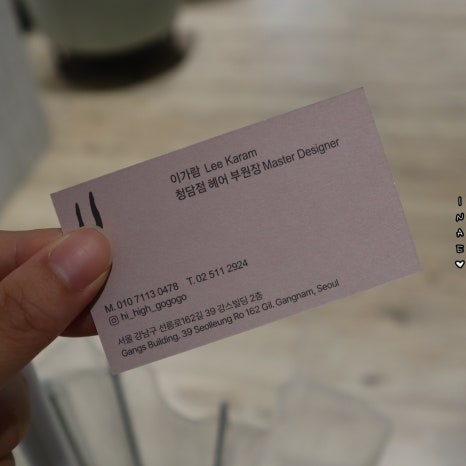 이가람 Lee Karam
청담점 헤어 부원장 Master Designer
M. 010 7113 0478 T. 02 511 2924
@ hi_high_gogogo
서울 강남구 선릉로162길 39 깅스빌딩 2층
Gangs Building, 39 Seolleung Ro 162 Gil, Gangnam, Seoul
INAE♥